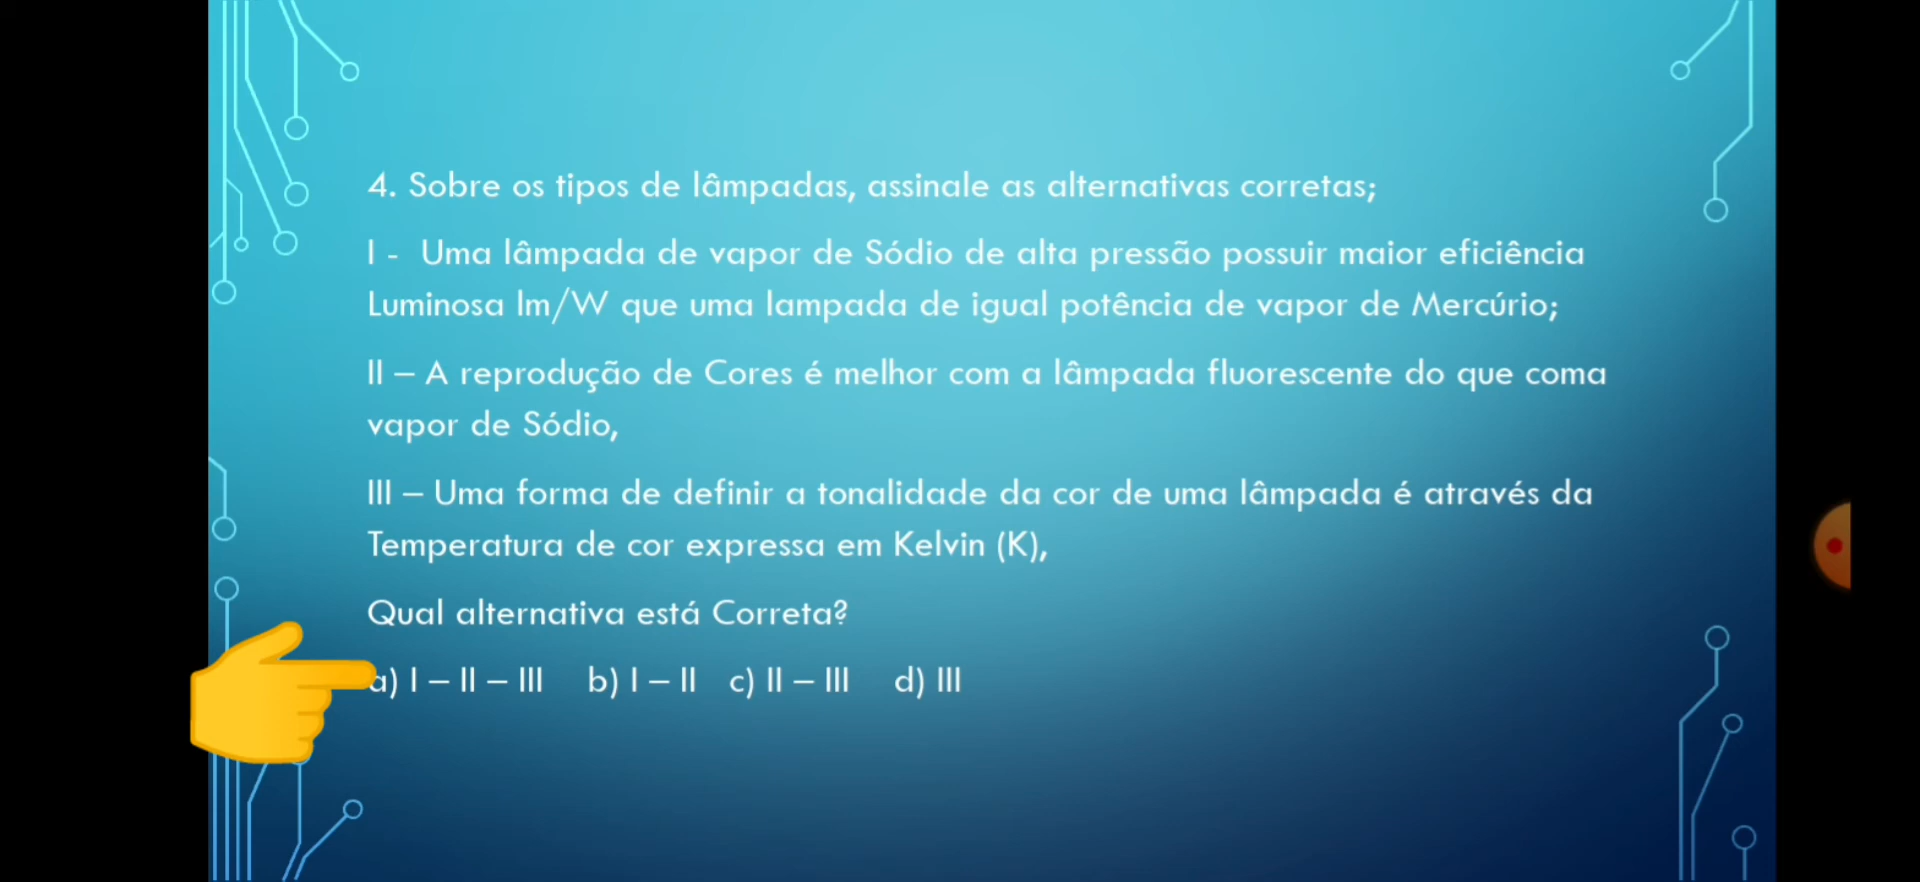 4. Sobre os tipos de lâmpadas, assinale as alternativas corretas;
I - Uma lâmpada de vapor de Sódio de alta pressão possuir maior eficiência
Luminosa lm/W que uma lampada de igual potência de vapor de Mercúrio;
II – A reprodução de Cores é melhor com a lâmpada fluorescente do que coma
vapor de Sódio,
III – Uma forma de definir a tonalidade da cor de uma lâmpada é através da
Temperatura de cor expressa em Kelvin (K),
Qual alternativa está Correta?
a) I – II – III b) I – II c) II – III d) III